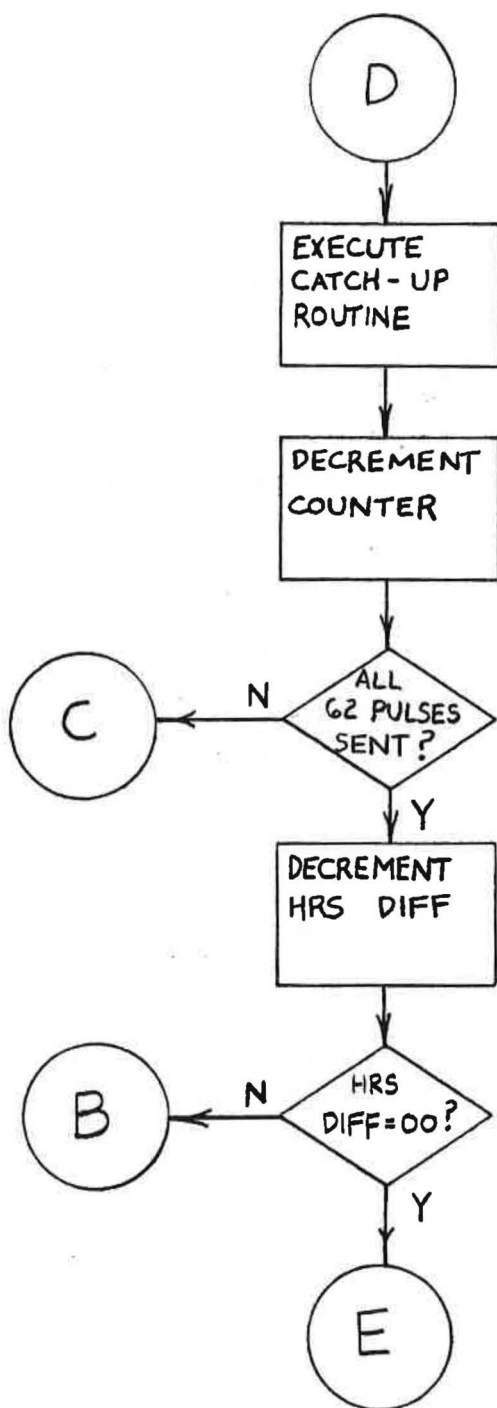 D
EXECUTE
CATCH-UP
ROUTINE
DECREMENT
COUNTER
ALL
62 PULSES
SENT?
N
C
Y
DECREMENT
HRS DIFF
HRS
DIFF=00?
N
B
Y
E